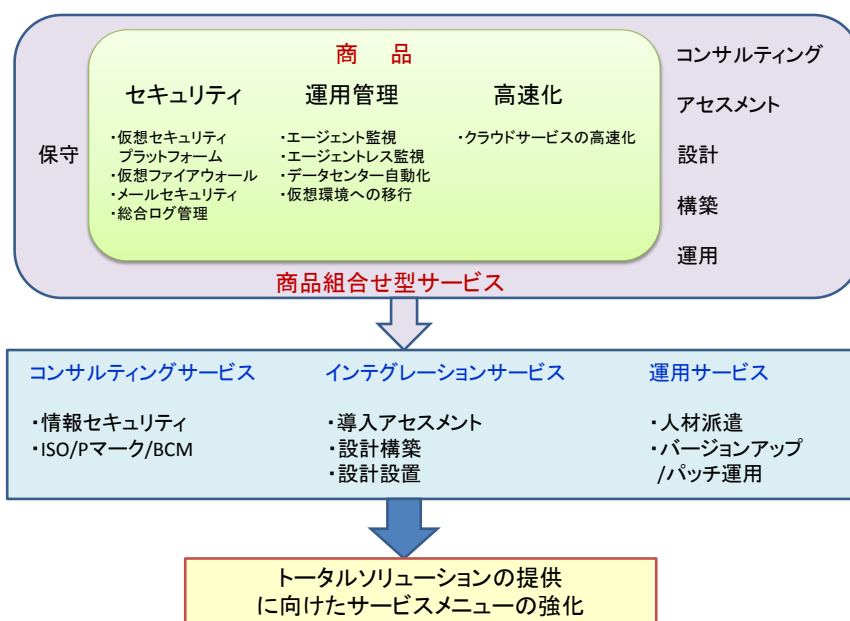 商　品
セキュリティ
・仮想セキュリティ
プラットフォーム
・仮想ファイアウォール
・メールセキュリティ
・総合ログ管理
運用管理
・エージェント監視
・エージェントレス監視
・データセンター自動化
・仮想環境への移行
高速化
・クラウドサービスの高速化
保守
コンサルティング
アセスメント
設計
構築
運用
商品組合せ型サービス
コンサルティングサービス
・情報セキュリティ
・ISO/Pマーク/BCM
インテグレーションサービス
・導入アセスメント
・設計構築
・設計設置
運用サービス
・人材派遣
・バージョンアップ
/パッチ運用
トータルソリューションの提供
に向けたサービスメニューの強化